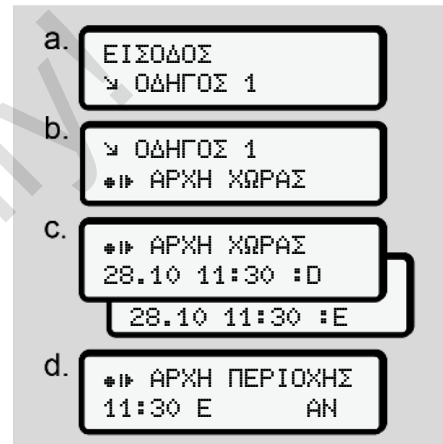 a.
ΕΙΣΟΔΟΣ
ΟΔΗΓΟΣ 1
b.
ΟΔΗΓΟΣ 1
ΑΡΧΗ ΧΩΡΑΣ
c.
ΑΡΧΗ ΧΩΡΑΣ
28.10 11:30 :D
28.10 11:30 :E
d.
ΑΡΧΗ ΠΕΡΙΟΧΗΣ
11:30 E AN